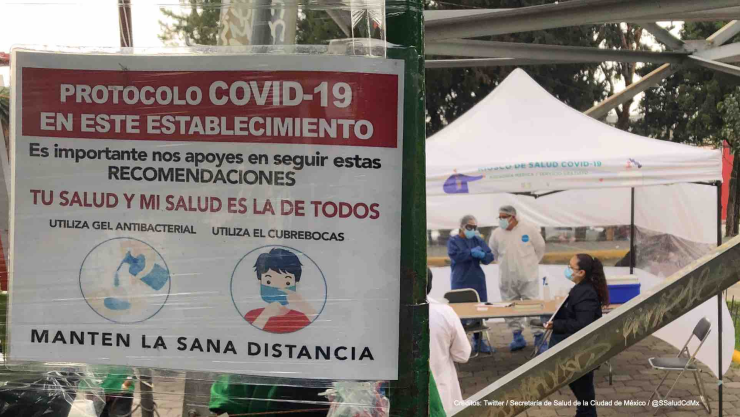 PROTOCOLO COVID-19
EN ESTE ESTABLECIMIENTO
Es importante nos apoyes en seguir estas
RECOMENDACIONES
TU SALUD Y MI SALUD ES LA DE TODOS
UTILIZA GEL ANTIBACTERIAL UTILIZA EL CUBREBOCAS
MANTEN LA SANA DISTANCIA
DE SALUD COVID-19
Créditos: Twitter / Secretaría de Salud de la Ciudad de México / @SSaludCdMx